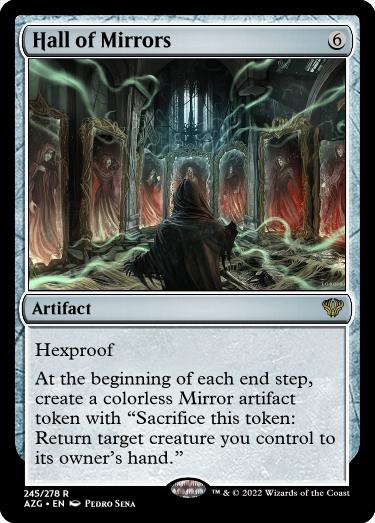 Hall of Mirrors 6
Artifact
Hexproof
At the beginning of each end step,
create a colorless Mirror artifact
token with “Sacrifice this token:
Return target creature you control to
its owner’s hand.”
245/278 R
AZG • EN Pedro Sena
™ & © 2022 Wizards of the Coast